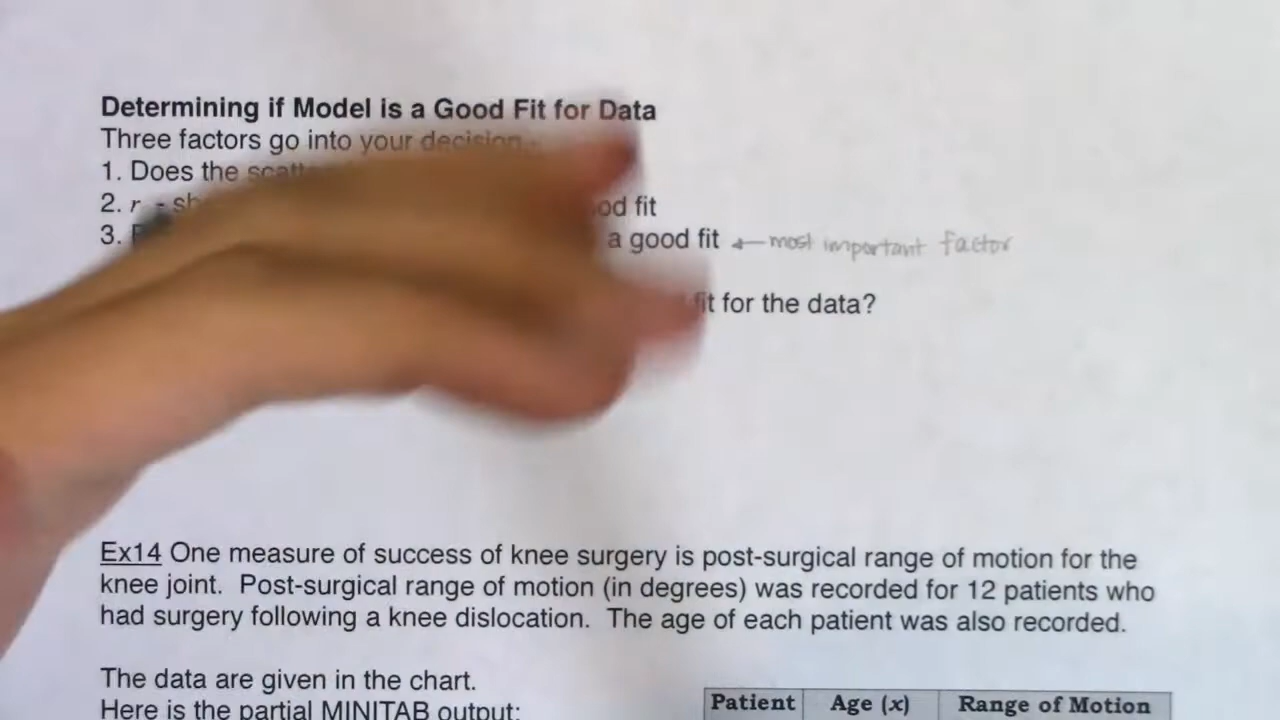 Determining if Model is a Good Fit for Data
Three factors go into your decision
1. Does the
2. r - od fit
3. a good fit ← most important factor
fit for the data?
Ex14 One measure of success of knee surgery is post-surgical range of motion for the
knee joint. Post-surgical range of motion (in degrees) was recorded for 12 patients who
had surgery following a knee dislocation. The age of each patient was also recorded.
The data are given in the chart.
Here is the partial MINITAB output:
Patient Age (x) Range of Motion